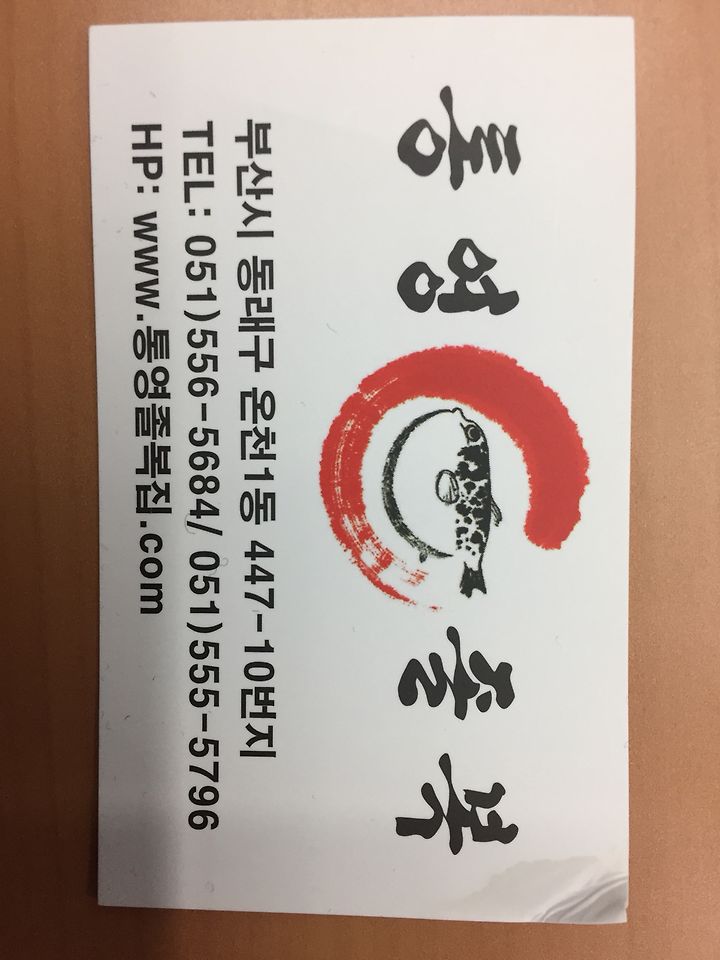 통영 졸복
부산시 동래구 온천1동 447-10번지
TEL: 051)556-5684/ 051)555-5796
HP: www.통영졸복집.com